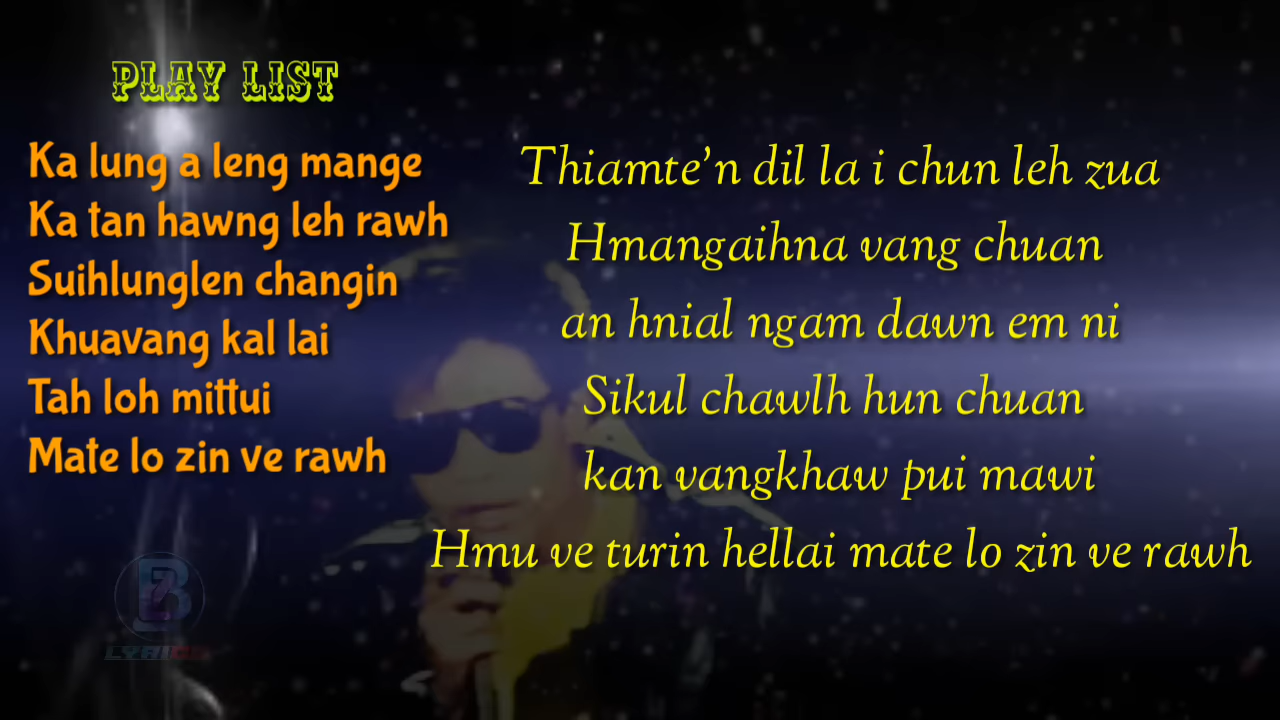 PLAY LIST
Ka lung a leng mange
Ka tan hawng leh rawh
Suihlunglen changin
Khuavang kal lai
Tah loh mittui
Mate lo zin ve rawh
Thiamte’n dil la i chun leh zua
Hmangaihna vang chuan
an hnial ngam dawn em ni
Sikul chawlh hun chuan
kan vangkhaw pui mawi
Hmu ve turin hellai mate lo zin ve rawh
LYRICS